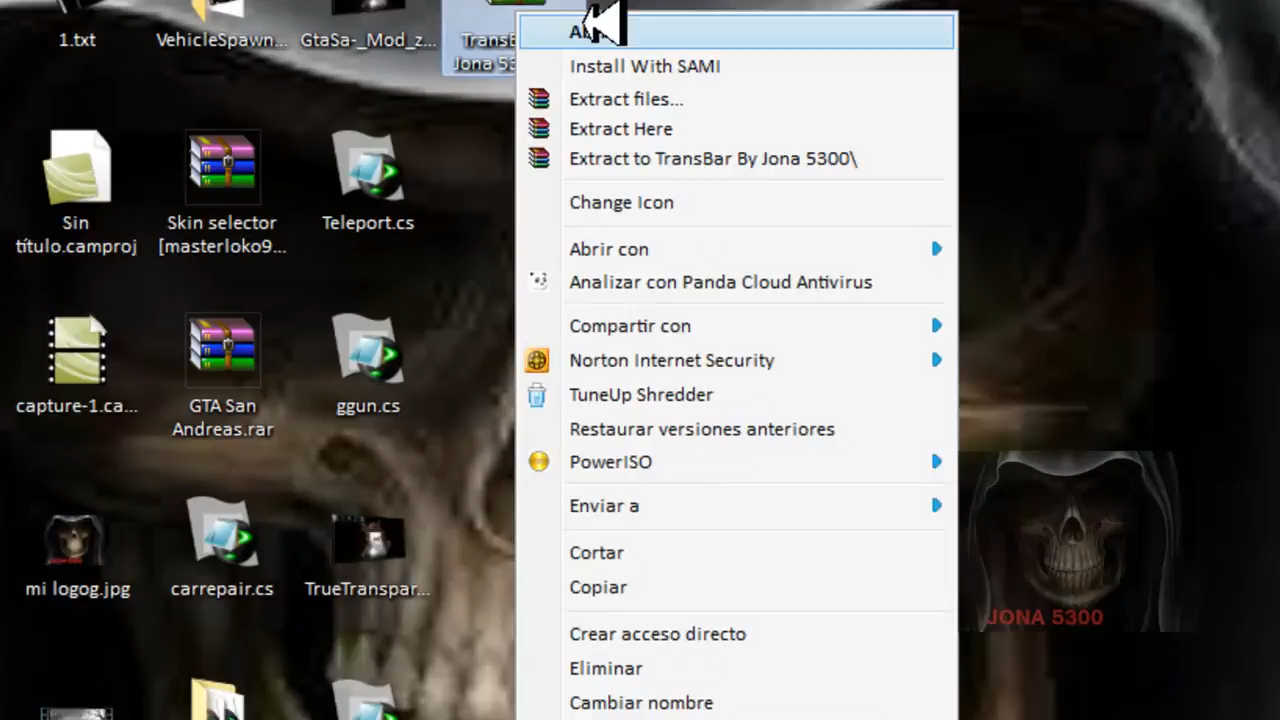 1.txt
VehicleSpawn...
GtaSa-_Mod_z...
Jona
Install With SAMI
Extract files...
Extract Here
Extract to TransBar By Jona 5300\
Change Icon
Abrir con
Analizar con Panda Cloud Antivirus
Compartir con
Norton Internet Security
TuneUp Shredder
Restaurar versiones anteriores
PowerISO
Enviar a
Cortar
Copiar
Crear acceso directo
Eliminar
Cambiar nombre
Sin
título.camproj
Skin selector
[masterloko9...
Teleport.cs
capture-1.ca...
GTA San
Andreas.rar
ggun.cs
mi logog.jpg
carrepair.cs
TrueTranspar...
JONA 5300